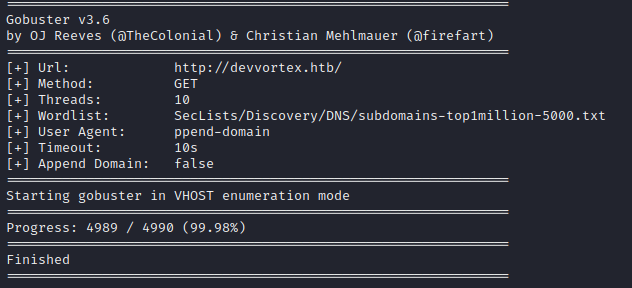 ===============================================================
Gobuster v3.6
by OJ Reeves (@TheColonial) & Christian Mehlmauer (@firefart)
===============================================================
[+] Url: http://devvortex.htb/
[+] Method: GET
[+] Threads: 10
[+] Wordlist: SecLists/Discovery/DNS/subdomains-top1million-5000.txt
[+] User Agent: ppend-domain
[+] Timeout: 10s
[+] Append Domain: false
===============================================================
Starting gobuster in VHOST enumeration mode
===============================================================
Progress: 4989 / 4990 (99.98%)
===============================================================
Finished
===============================================================